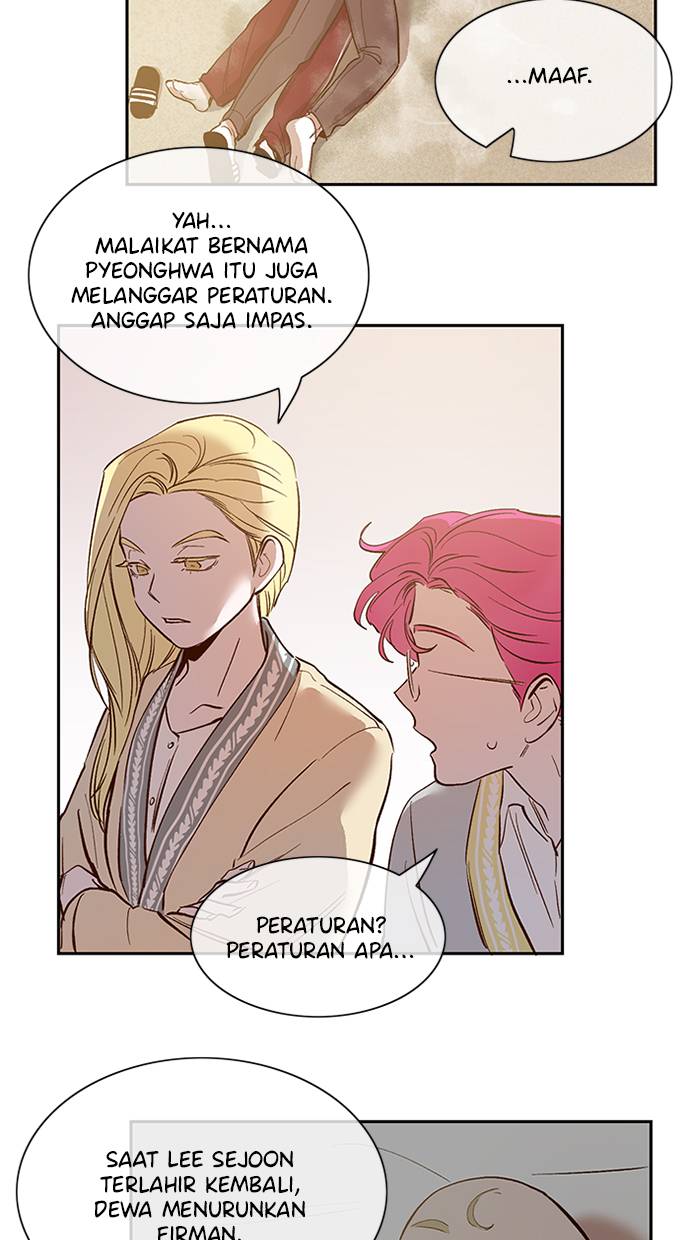 ...MAAF.
YAH...
MALAIKAT BERNAMA
PYEONGHWA ITU JUGA
MELANGGAR PERATURAN.
ANGGAP SAJA IMPAS.
PERATURAN?
PERATURAN APA...
SAAT LEE SEJOON
TERLAHIR KEMBALI,
DEWA MENURUNKAN
FIRMAN.